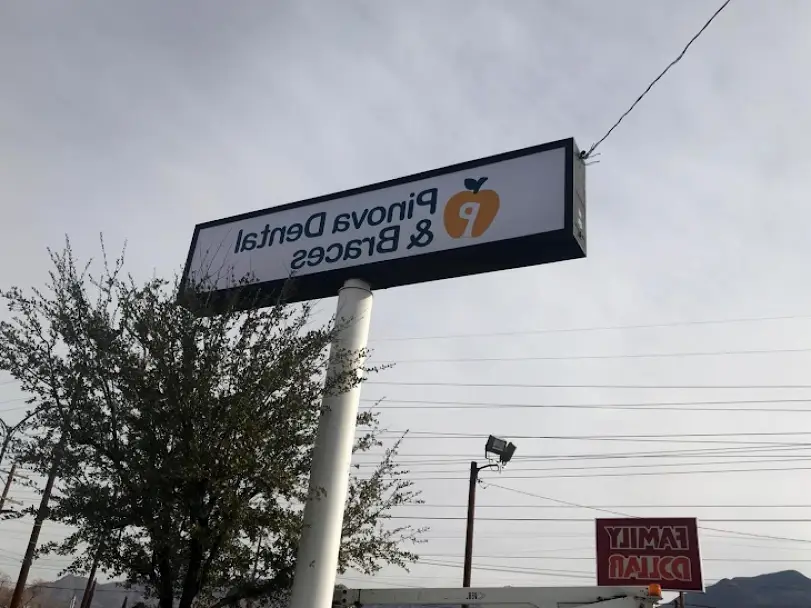 Pinova Dental
& Braces
P
FAMILY
DOLLAR